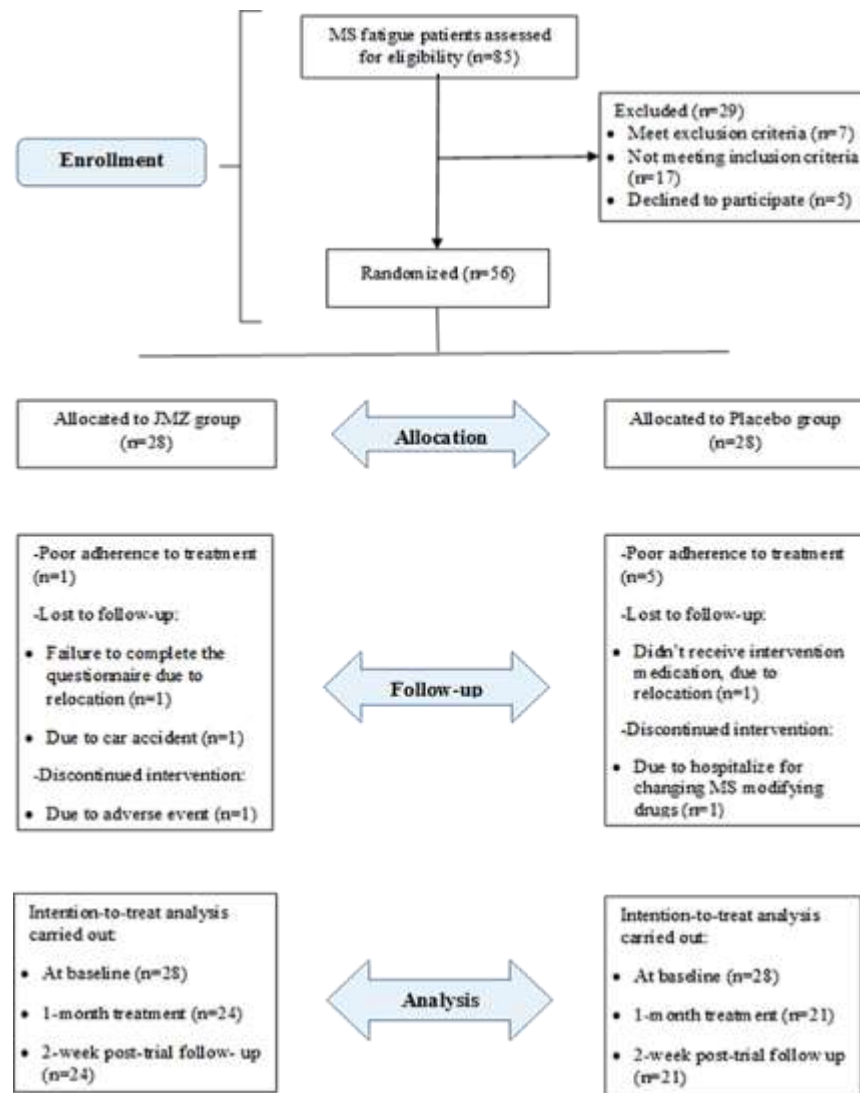 MS fatigue patients assessed
for eligibility (n=85)
Excluded (n=29)
• Meet exclusion criteria (n=7)
• Not meeting inclusion criteria
(n=17)
• Declined to participate (n=5)
Enrollment
Randomized (n=56)
Allocated to JMZ group
(n=28)
Allocation
Allocated to Placebo group
(n=28)
-Poor adherence to treatment
(n=1)
-Lost to follow-up:
• Failure to complete the
questionnaire due to
relocation (n=1)
• Due to car accident (n=1)
-Discontinued intervention:
• Due to adverse event (n=1)
Follow-up
-Poor adherence to treatment
(n=5)
-Lost to follow-up:
• Didn't receive intervention
medication, due to
relocation (n=1)
-Discontinued intervention:
• Due to hospitalize for
changing MS modifying
drugs (n=1)
Intention-to-treat analysis
carried out:
• At baseline (n=28)
• 1-month treatment (n=24)
• 2-week post-trial follow- up
(n=24)
Analysis
Intention-to-treat analysis
carried out:
• At baseline (n=28)
• 1-month treatment (n=21)
• 2-week post-trial follow up
(n=21)